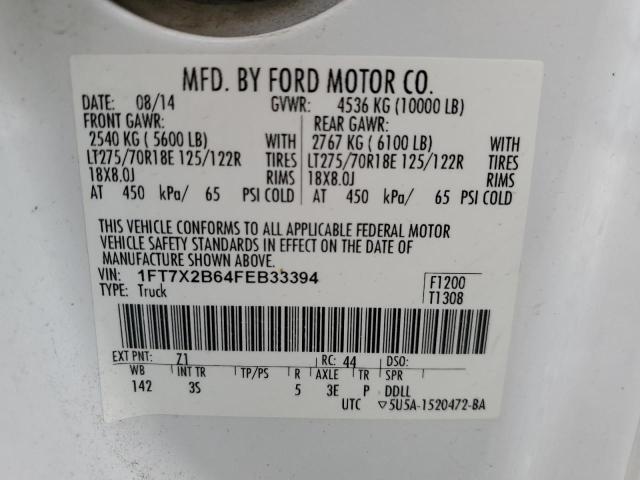 MFD. BY FORD MOTOR CO.
DATE: 08/14 GVWR: 4536 KG (10000 LB)
FRONT GAWR: REAR GAWR:
2540 KG ( 5600 LB) WITH 2767 KG ( 6100 LB) WITH
LT275/70R18E 125/122R TIRES LT275/70R18E 125/122R TIRES
18X8.0J RIMS 18X8.0J RIMS
AT 450 kPa/ 65 PSI COLD AT 450 kPa/ 65 PSI COLD
THIS VEHICLE CONFORMS TO ALL APPLICABLE FEDERAL MOTOR
VEHICLE SAFETY STANDARDS IN EFFECT ON THE DATE OF
MANUFACTURE SHOWN ABOVE.
VIN: 1FT7X2B64FEB33394 F1200
TYPE: Truck T1308
EXT PNT: Z1 RC: 44 DSO:
WB INT TR TP/PS R AXLE TR SPR
142 3S 5 3E P DDLL
UTC ▽5U5A-1520472-BA